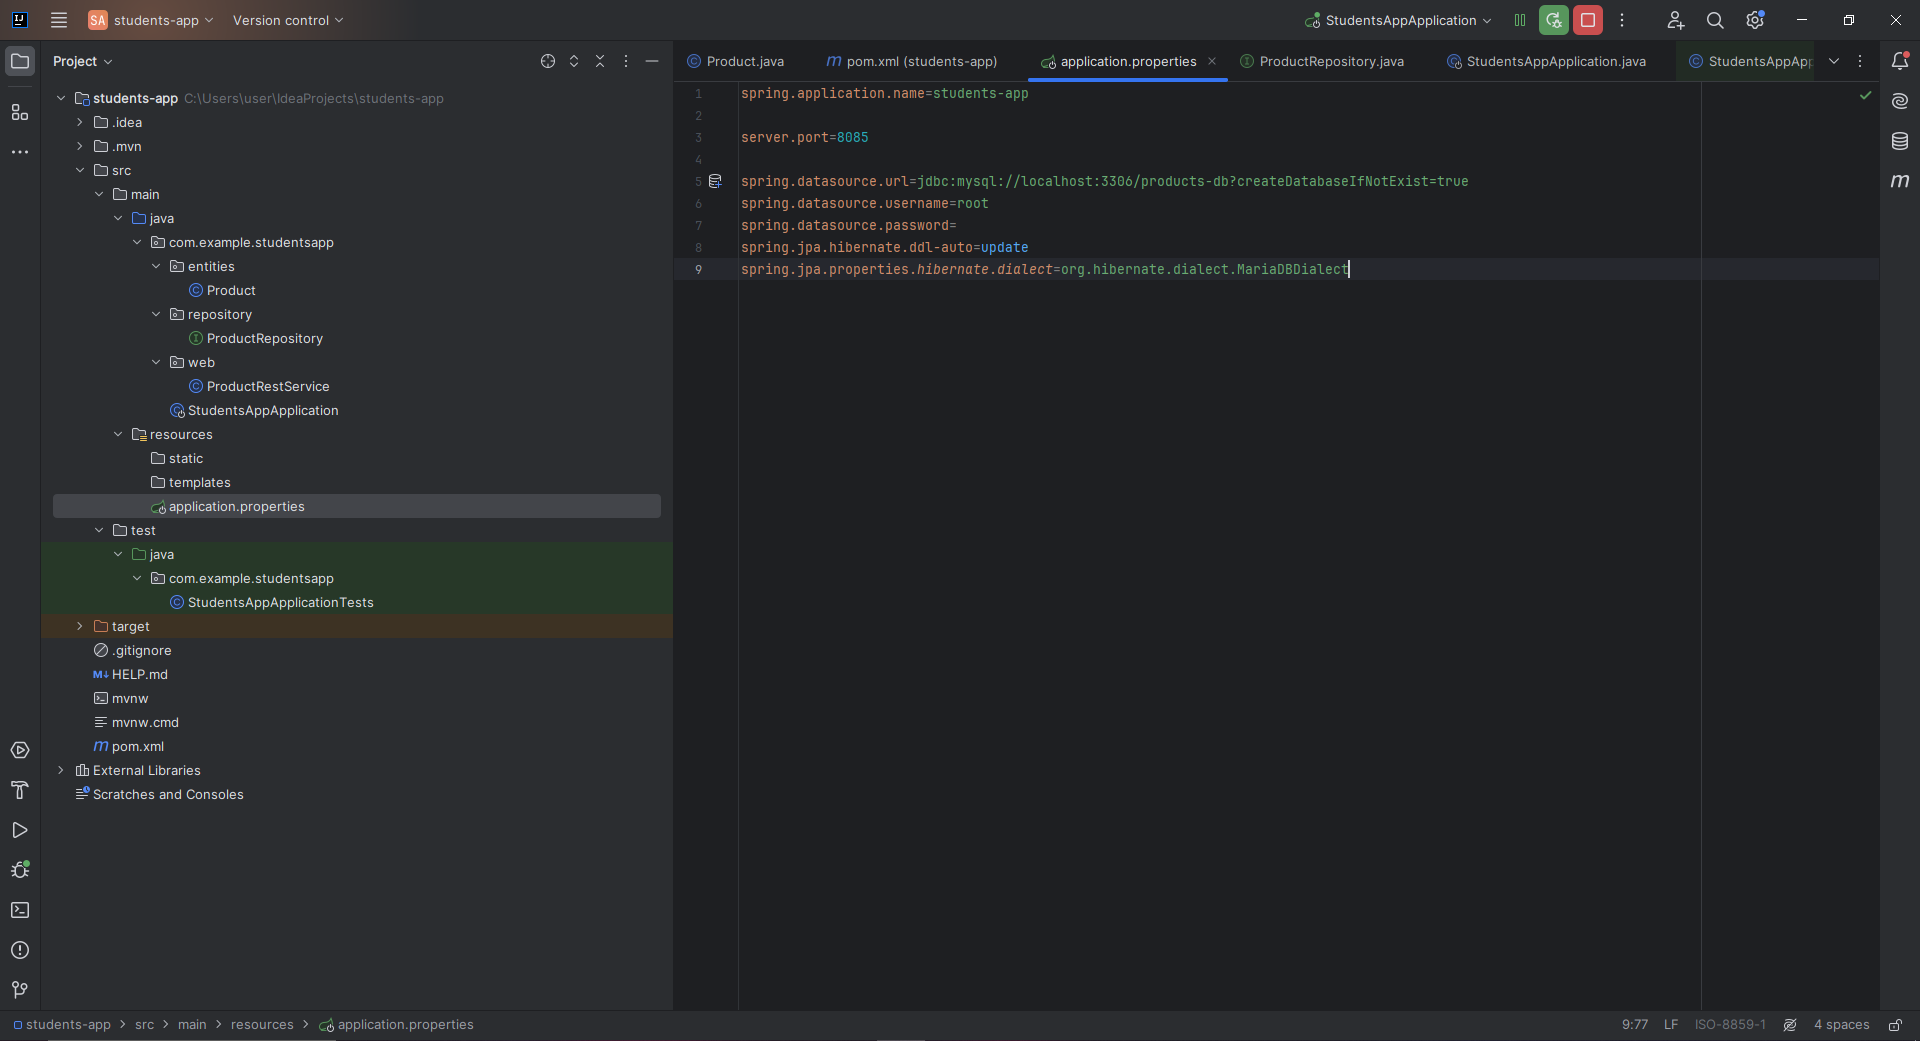 SA students-app Version control StudentsAppApplication
Project
Product.java pom.xml (students-app) application.properties ProductRepository.java StudentsAppApplication.java StudentsAppApp
students-app C:\Users\user\IdeaProjects\students-app
.idea
.mvn
src
main
java
com.example.studentsapp
entities
Product
repository
ProductRepository
web
ProductRestService
StudentsAppApplication
resources
static
templates
application.properties
test
java
com.example.studentsapp
StudentsAppApplicationTests
target
.gitignore
HELP.md
mvnw
mvnw.cmd
pom.xml
External Libraries
Scratches and Consoles
1 spring.application.name=students-app
2
3 server.port=8085
4
5 spring.datasource.url=jdbc:mysql://localhost:3306/products-db?createDatabaseIfNotExist=true
6 spring.datasource.username=root
7 spring.datasource.password=
8 spring.jpa.hibernate.ddl-auto=update
9 spring.jpa.properties.hibernate.dialect=org.hibernate.dialect.MariaDBDialect
students-app > src > main > resources > application.properties 9:77 LF ISO-8859-1 4 spaces